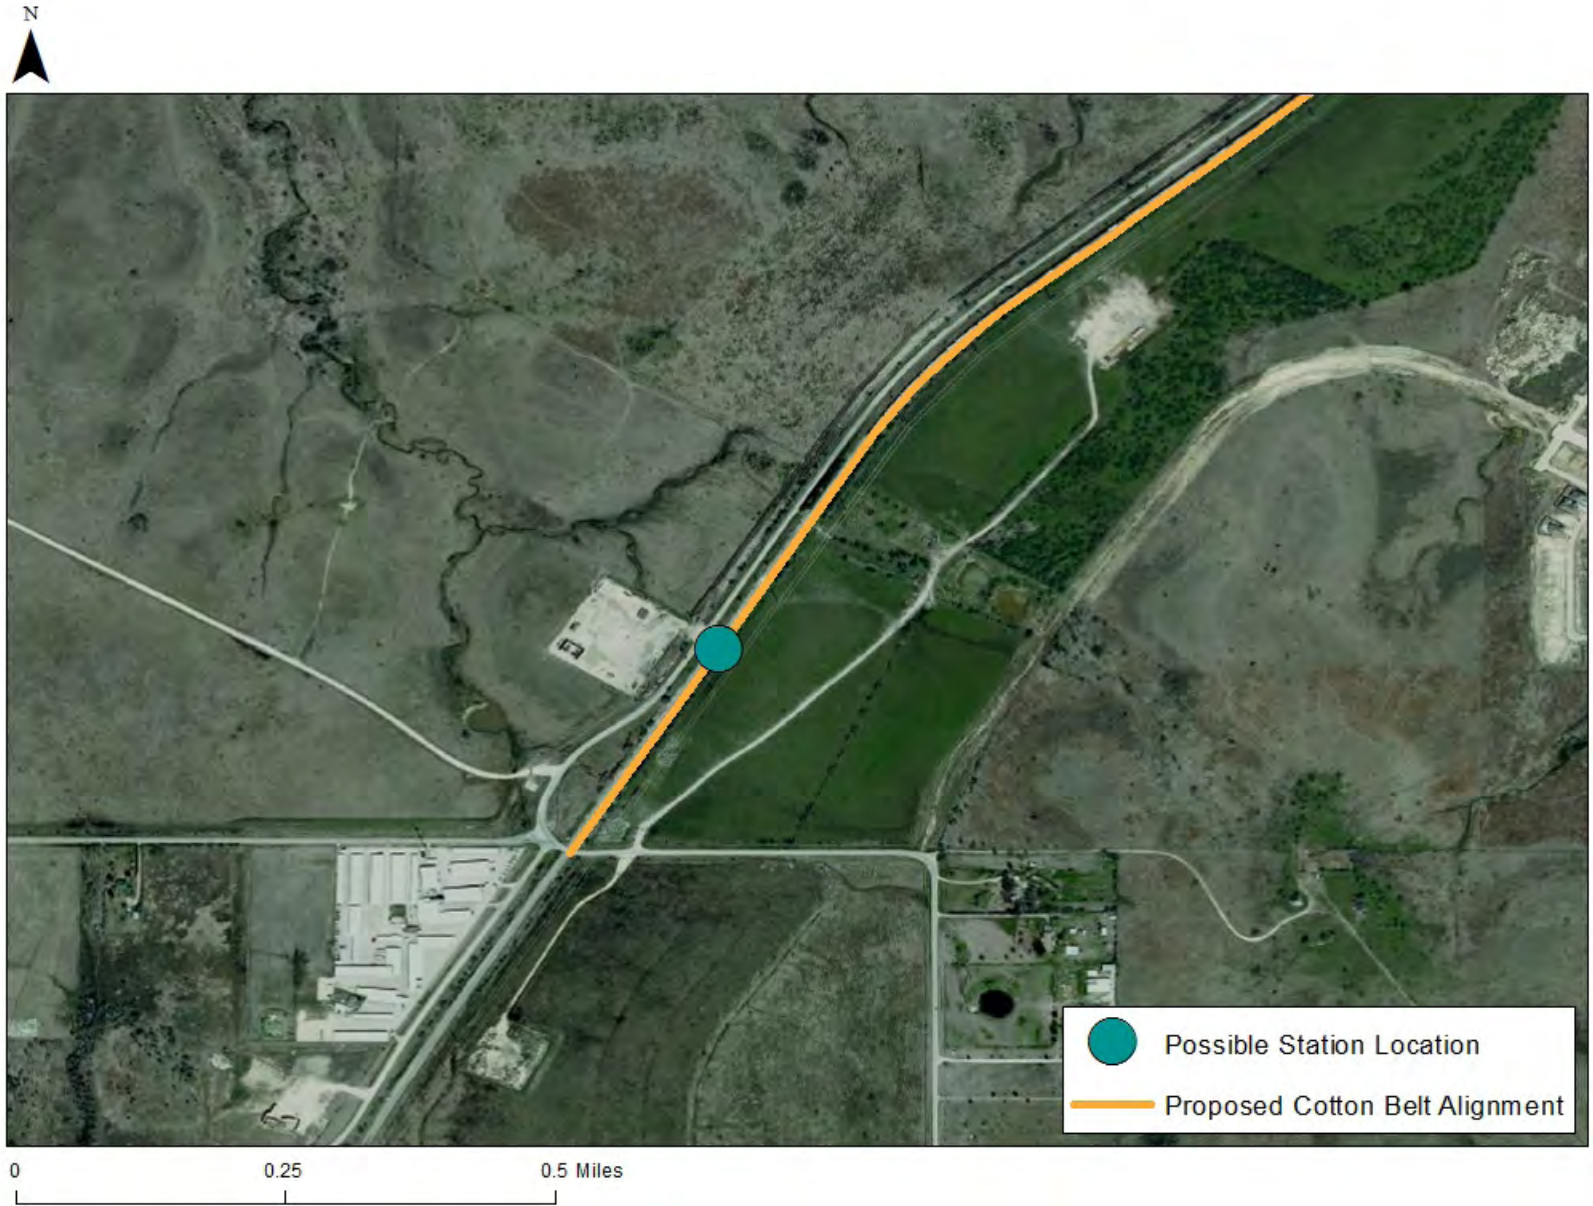 N
Possible Station Location
Proposed Cotton Belt Alignment
0 0.25 0.5 Miles